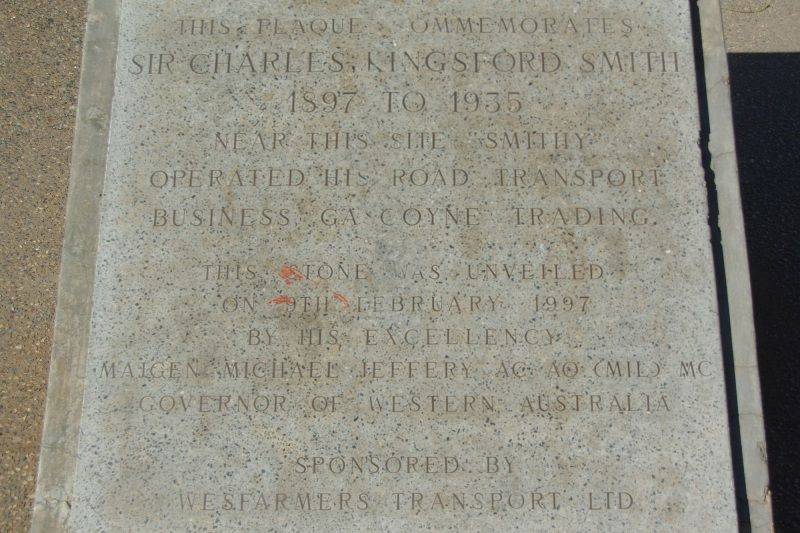 THIS PLAQUE COMMEMORATES
SIR CHARLES, KINGSFORD SMITH
1897 TO 1935
NEAR THIS SITE "SMITHY"
OPERATED HIS ROAD TRANSPORT
BUSINESS, GASCOYNE TRADING.
THIS STONE WAS UNVEILED
ON 9TH FEBRUARY 1997
BY HIS EXCELLENCY
MAJGEN MICHAEL JEFFERY AC AO (MIL) MC
GOVERNOR OF WESTERN AUSTRALIA
SPONSORED BY
WESFARMERS TRANSPORT LTD